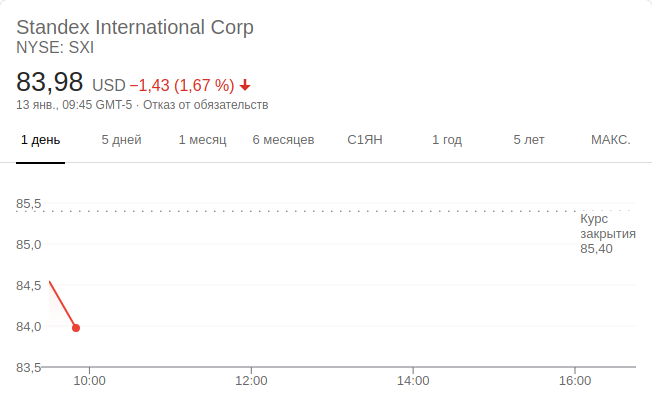 Standex International Corp
NYSE: SXI
83,98 USD −1,43 (1,67 %)
13 янв., 09:45 GMT-5 · Отказ от обязательств
1 день 5 дней 1 месяц 6 месяцев С1ЯН 1 год 5 лет МАКС.
85,5
Курс
закрытия
85,40
85,0
84,5
84,0
83,5
10:00 12:00 14:00 16:00